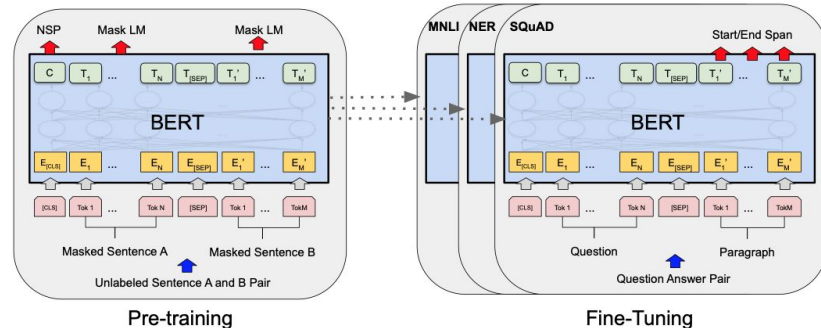 NSP Mask LM Mask LM
C T1 ... TN T[SEP] T1' ... TM'
BERT
E[CLS] E1 ... EN E[SEP] E1' ... EM'
[CLS] Tok 1 ... Tok N [SEP] Tok 1 ... TokM
Masked Sentence A Masked Sentence B
Unlabeled Sentence A and B Pair
Pre-training
MNLI NER SQuAD
Start/End Span
C T1 ... TN T[SEP] T1' ... TM'
BERT
E[CLS] E1 ... EN E[SEP] E1' ... EM'
[CLS] Tok 1 ... Tok N [SEP] Tok 1 ... TokM
Question Paragraph
Question Answer Pair
Fine-Tuning